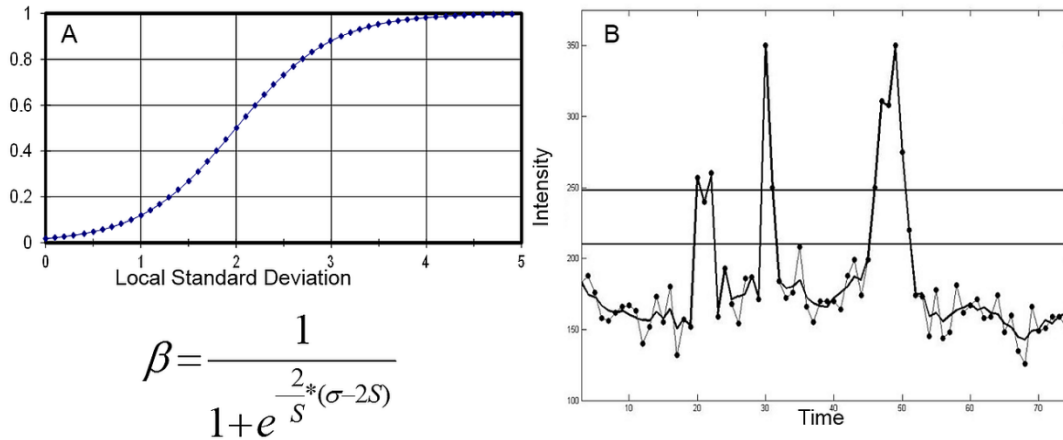 A
1
0.8
0.6
0.4
0.2
0
0 1 2 3 4 5
Local Standard Deviation
β = 1 / (1+e^(-2/S*(σ-2S)))
B
350
300
250
200
150
100
Intensity
10 20 30 40 50 60 70
Time